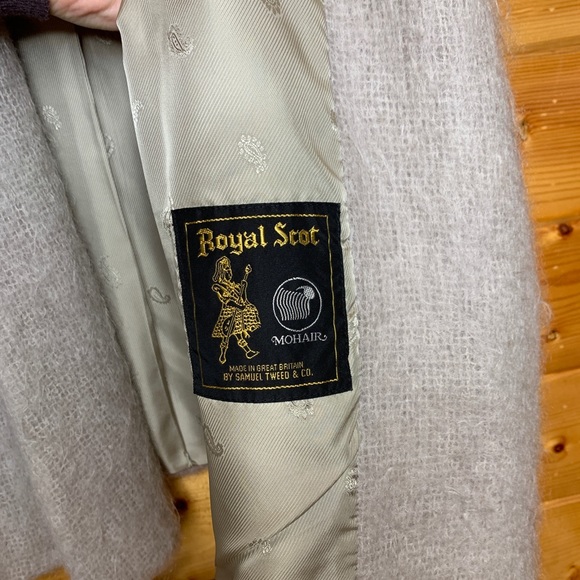 Royal Scot
MOHAIR
MADE IN GREAT BRITAIN
BY SAMUEL TWEED & CO.